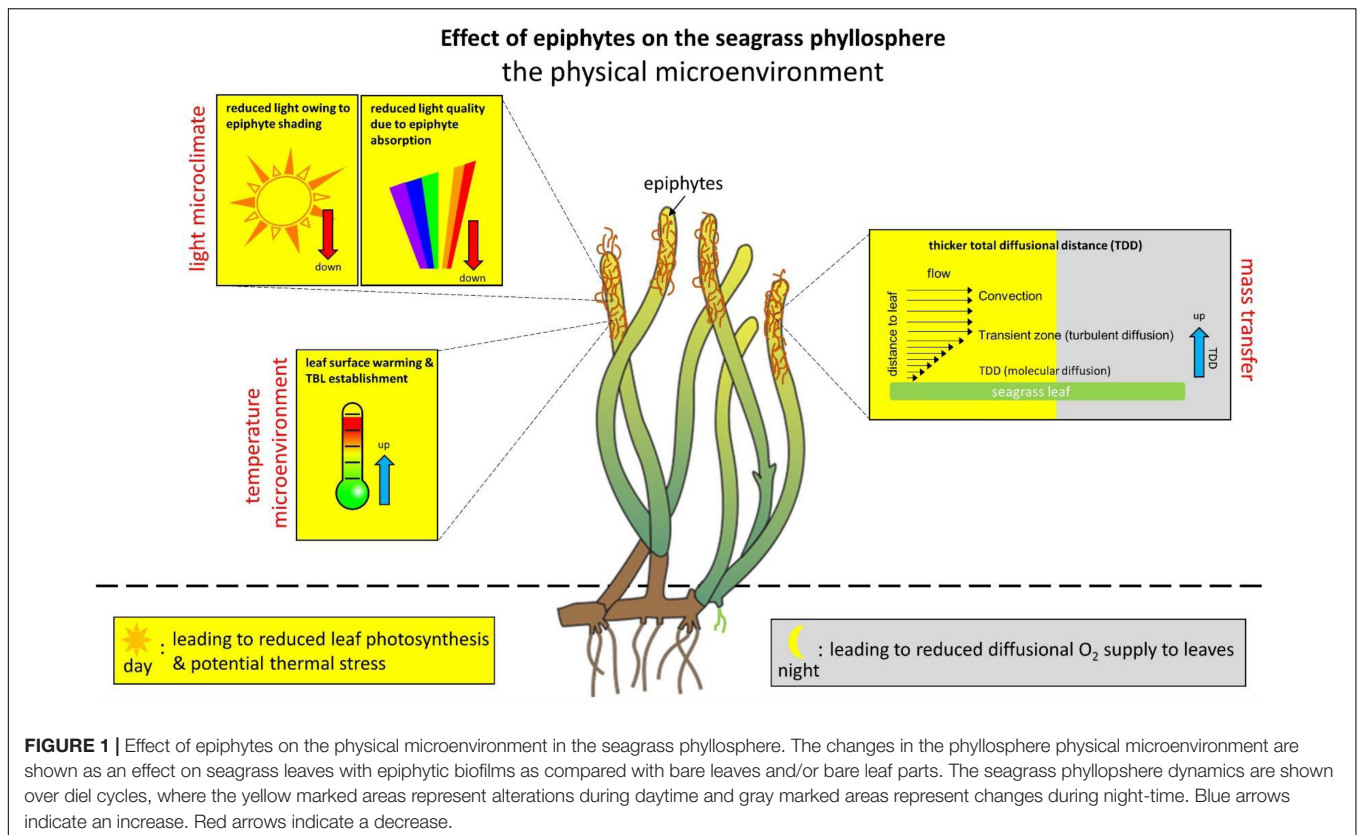 Effect of epiphytes on the seagrass phyllosphere
the physical microenvironment
light microclimate
reduced light owing to
epiphyte shading
down
reduced light quality
due to epiphyte
absorption
down
epiphytes
temperature
microenvironment
leaf surface warming &
TBL establishment
up
thicker total diffusional distance (TDD)
flow
distance to leaf
Convection
Transient zone (turbulent diffusion)
TDD (molecular diffusion)
seagrass leaf
up
TDD
mass transfer
day
: leading to reduced leaf photosynthesis
& potential thermal stress
night
: leading to reduced diffusional O₂ supply to leaves
FIGURE 1 | Effect of epiphytes on the physical microenvironment in the seagrass phyllosphere. The changes in the phyllosphere physical microenvironment are
shown as an effect on seagrass leaves with epiphytic biofilms as compared with bare leaves and/or bare leaf parts. The seagrass phyllopshere dynamics are shown
over diel cycles, where the yellow marked areas represent alterations during daytime and gray marked areas represent changes during night-time. Blue arrows
indicate an increase. Red arrows indicate a decrease.